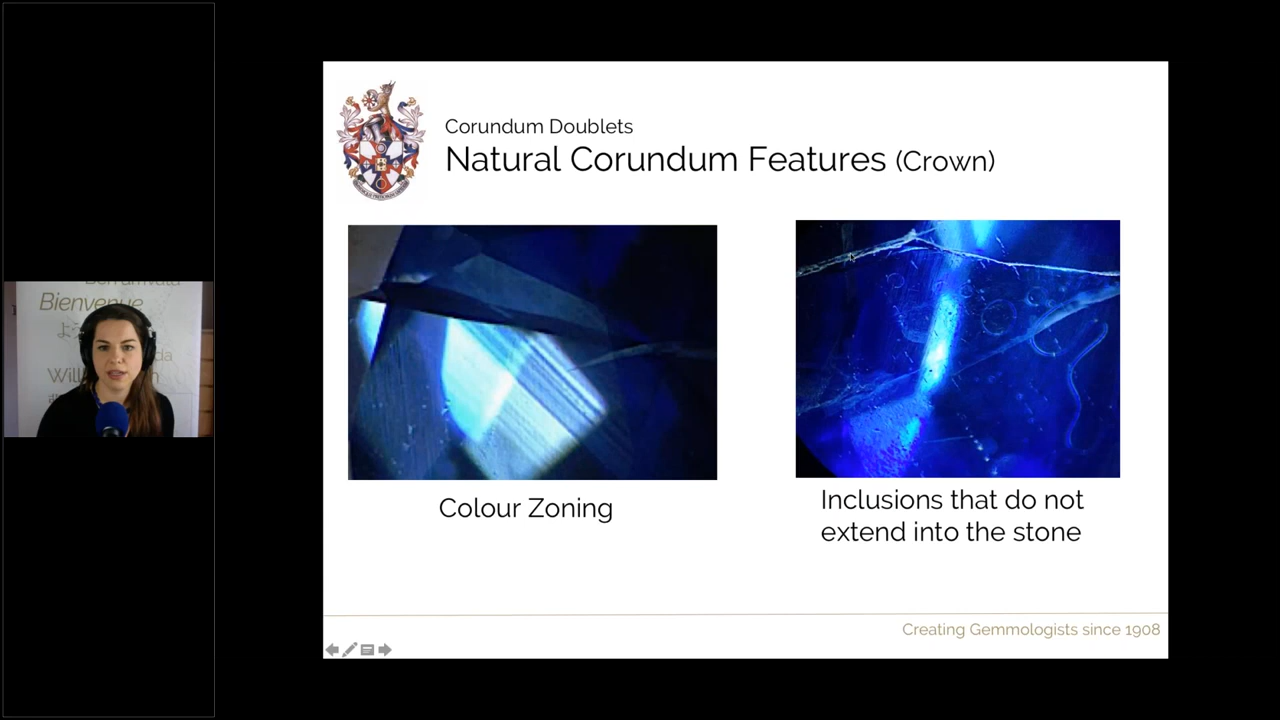 Corundum Doublets
Natural Corundum Features (Crown)
Colour Zoning
Inclusions that do not
extend into the stone
Creating Gemmologists since 1908
Bienvenue